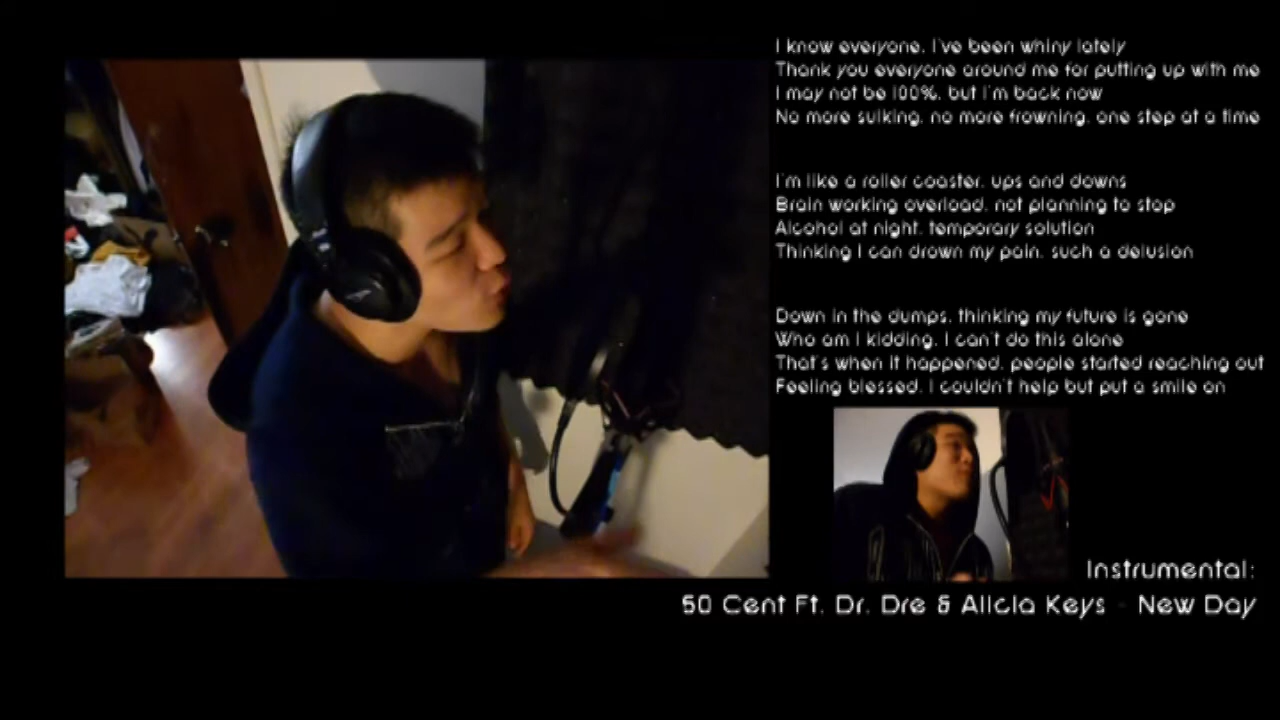 I know everyone, I've been whiny lately
Thank you everyone around me for putting up with me
I may not be 100%, but I'm back now
No more sulking, no more frowning, one step at a time
I'm like a roller coaster, ups and downs
Brain working overload, not planning to stop
Alcohol at night, temporary solution
Thinking I can drown my pain, such a delusion
Down in the dumps, thinking my future is gone
Who am I kidding, I can't do this alone
That's when it happened, people started reaching out
Feeling blessed, I couldn't help but put a smile on
Instrumental:
50 Cent Ft. Dr. Dre & Alicia Keys - New Day